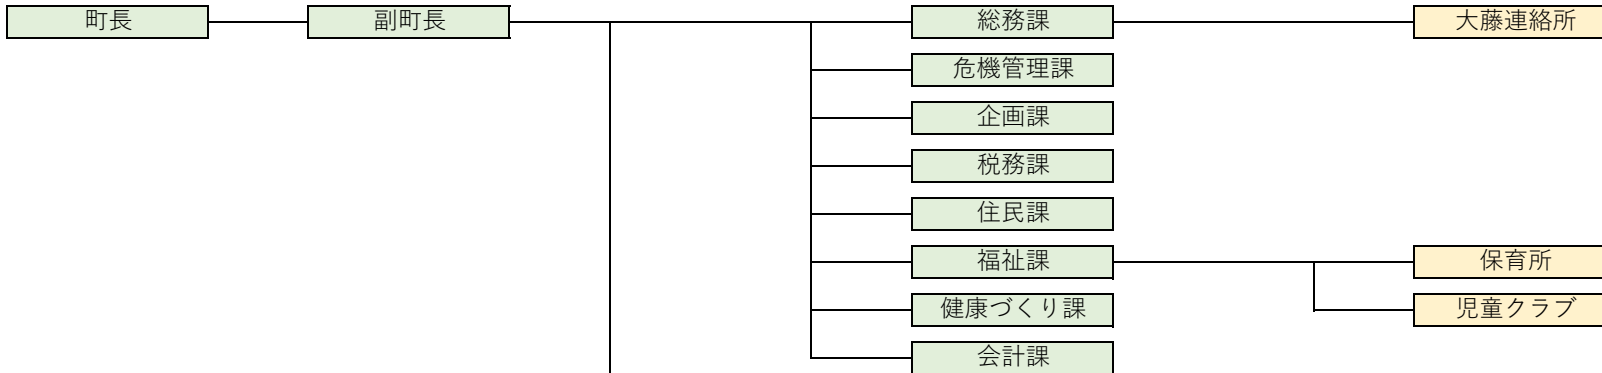 町長
副町長
総務課
大藤連絡所
危機管理課
企画課
税務課
住民課
福祉課
保育所
健康づくり課
児童クラブ
会計課